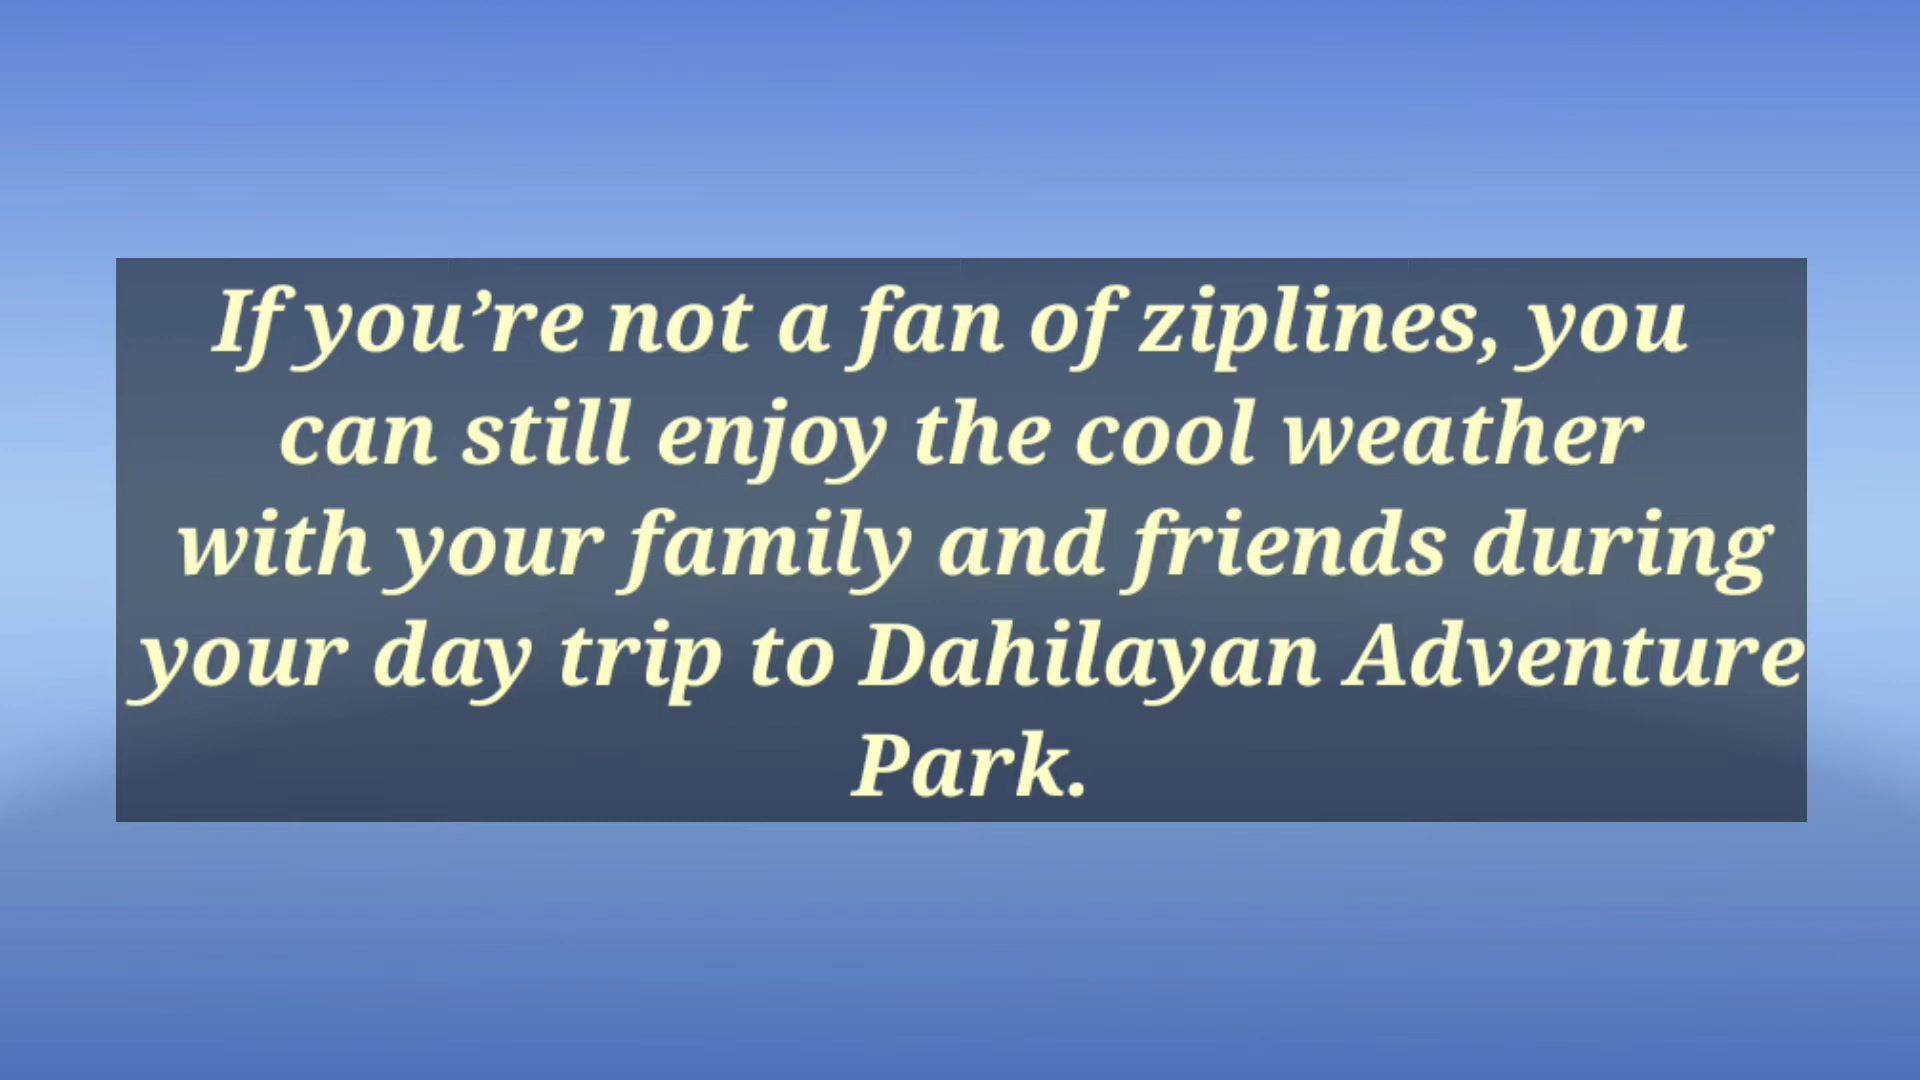 If you’re not a fan of ziplines, you
can still enjoy the cool weather
with your family and friends during
your day trip to Dahilayan Adventure
Park.